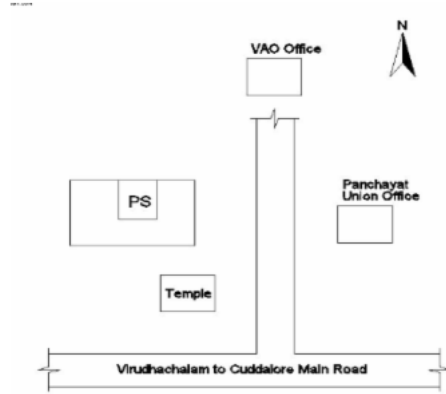 N
VAO Office
PS
Panchayat
Union Office
Temple
Virudhachalam to Cuddalore Main Road